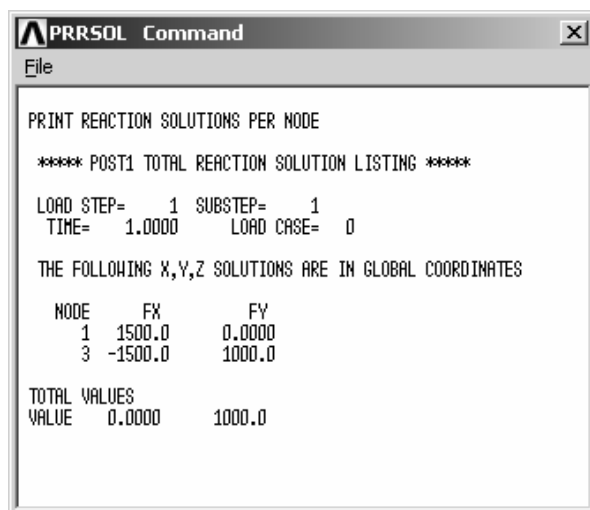 PRRSOL Command
File
PRINT REACTION SOLUTIONS PER NODE
***** POST1 TOTAL REACTION SOLUTION LISTING *****
LOAD STEP= 1 SUBSTEP= 1
TIME= 1.0000 LOAD CASE= 0
THE FOLLOWING X,Y,Z SOLUTIONS ARE IN GLOBAL COORDINATES
NODE FX FY
1 1500.0 0.0000
3 -1500.0 1000.0
TOTAL VALUES
VALUE 0.0000 1000.0